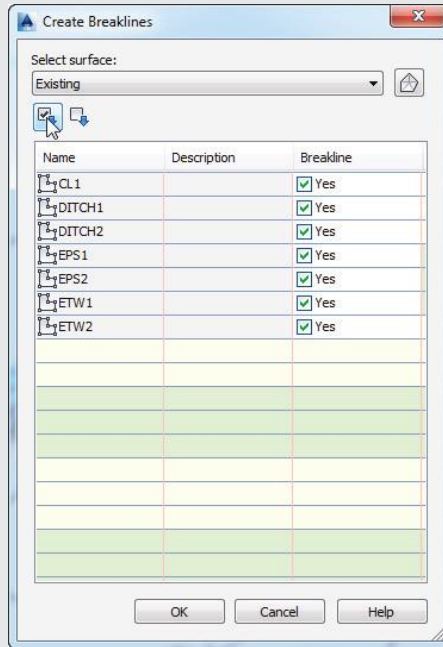 Create Breaklines
Select surface:
Existing
Name Description Breakline
CL1 Yes
DITCH1 Yes
DITCH2 Yes
EPS1 Yes
EPS2 Yes
ETW1 Yes
ETW2 Yes
OK Cancel Help